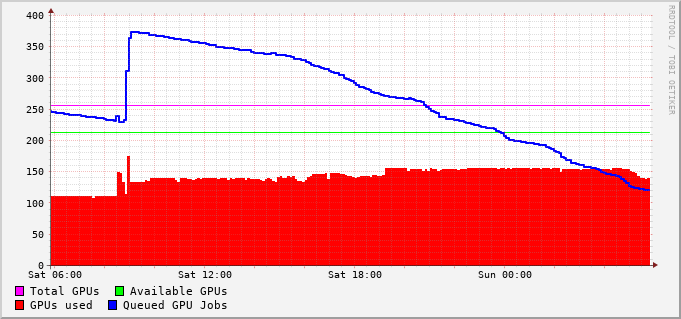 400
350
300
250
200
150
100
50
0
Sat 06:00 Sat 12:00 Sat 18:00 Sun 00:00
Total GPUs Available GPUs
GPUs used Queued GPU Jobs
RRDTOOL / TOBI OETIKER